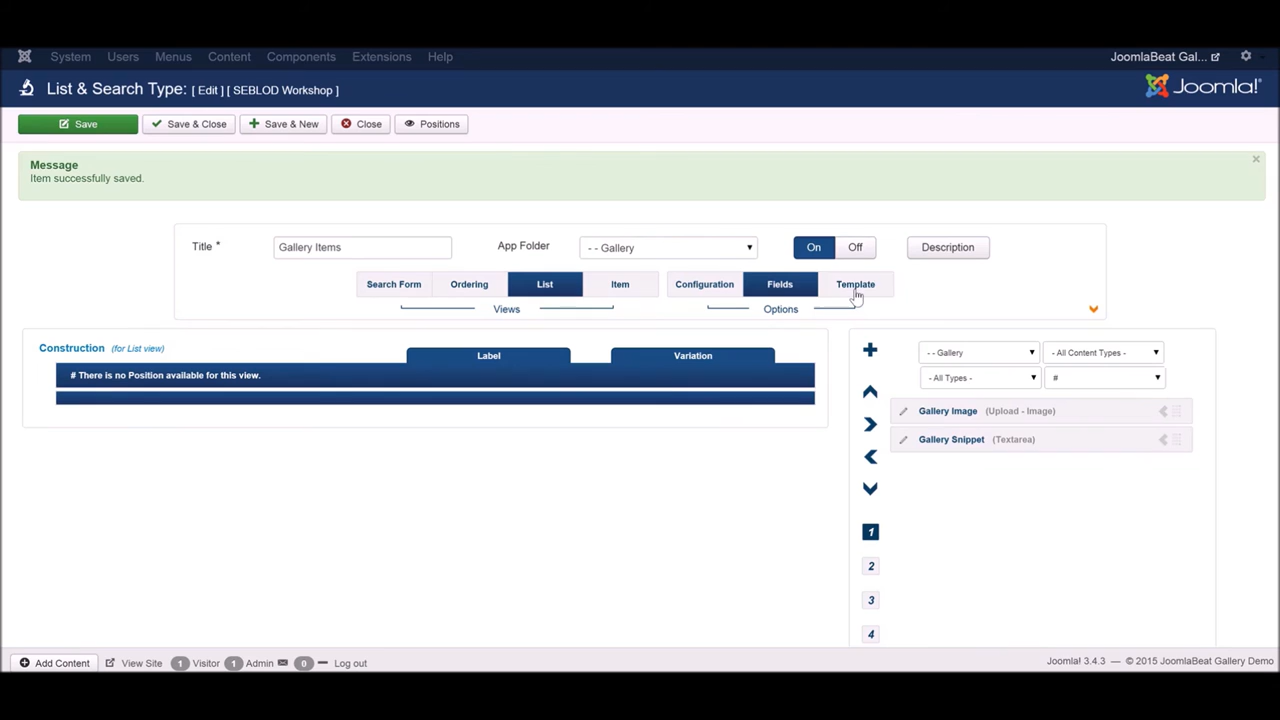 System Users Menus Content Components Extensions Help JoomlaBeat Gal...
List & Search Type: [ Edit ] [ SEBLOD Workshop ] Joomla!
Save Save & Close Save & New Close Positions
Message ×
Item successfully saved.
Title * Gallery Items App Folder - - Gallery On Off Description
Search Form Ordering List Item Configuration Fields Template
Views Options
Construction (for List view) Label Variation
# There is no Position available for this view.
- - Gallery - All Content Types -
- All Types - #
Gallery Image (Upload - Image)
Gallery Snippet (Textarea)
1
2
3
4
Add Content View Site 1 Visitor 1 Admin 0 Log out Joomla! 3.4.3 — © 2015 JoomlaBeat Gallery Demo